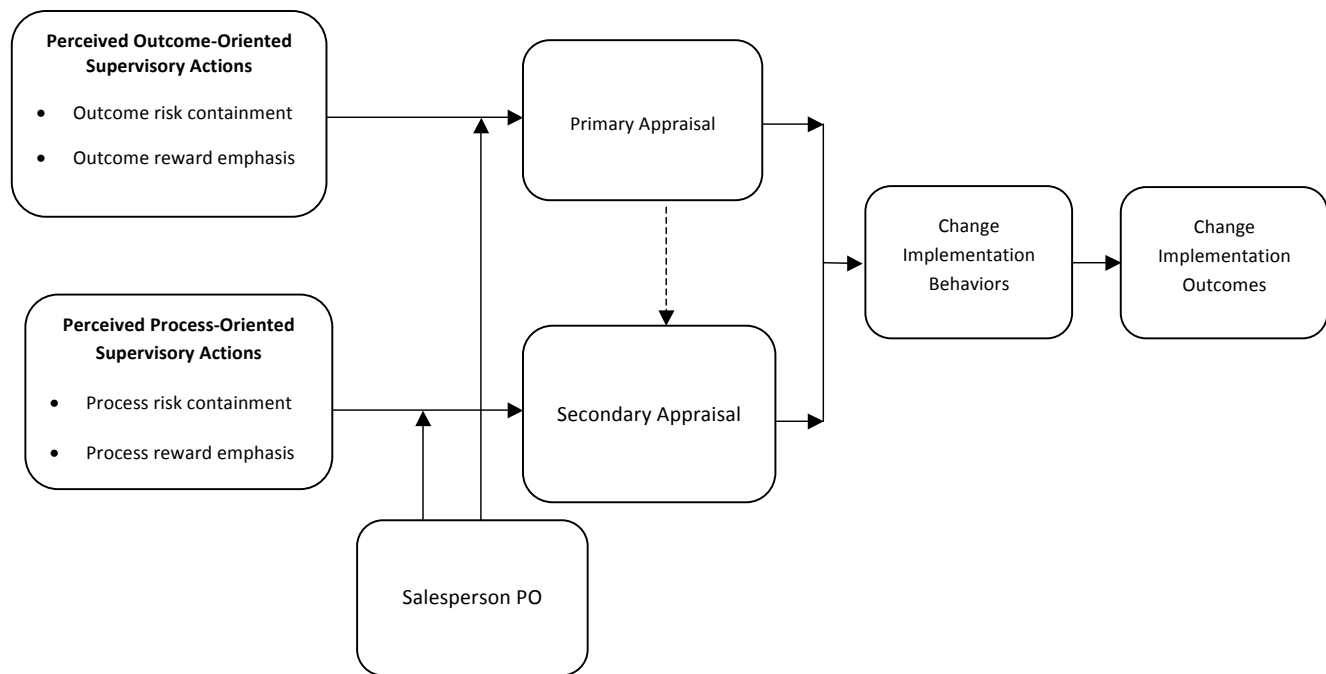 Perceived Outcome-Oriented
Supervisory Actions
• Outcome risk containment
• Outcome reward emphasis
Primary Appraisal
Change
Implementation
Behaviors
Change
Implementation
Outcomes
Perceived Process-Oriented
Supervisory Actions
• Process risk containment
• Process reward emphasis
Secondary Appraisal
Salesperson PO